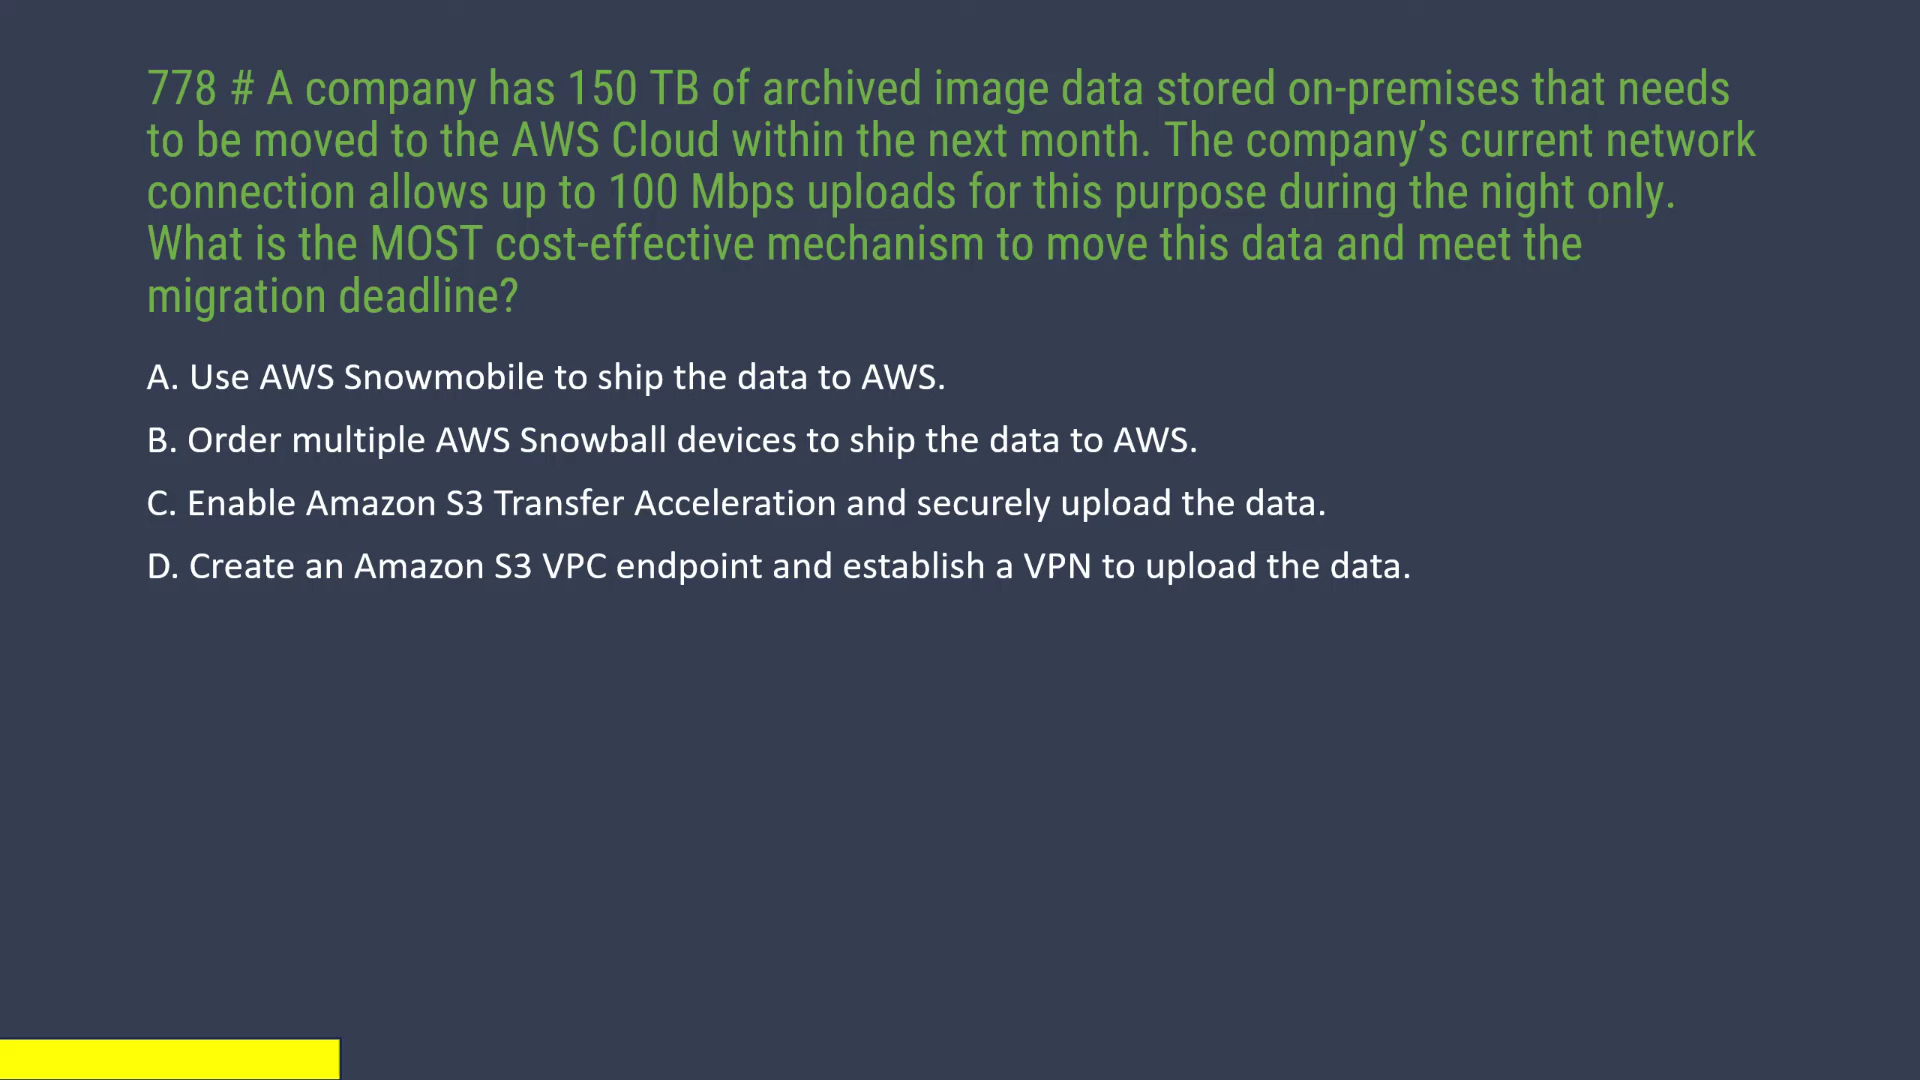 778 # A company has 150 TB of archived image data stored on-premises that needs
to be moved to the AWS Cloud within the next month. The company’s current network
connection allows up to 100 Mbps uploads for this purpose during the night only.
What is the MOST cost-effective mechanism to move this data and meet the
migration deadline?
A. Use AWS Snowmobile to ship the data to AWS.
B. Order multiple AWS Snowball devices to ship the data to AWS.
C. Enable Amazon S3 Transfer Acceleration and securely upload the data.
D. Create an Amazon S3 VPC endpoint and establish a VPN to upload the data.